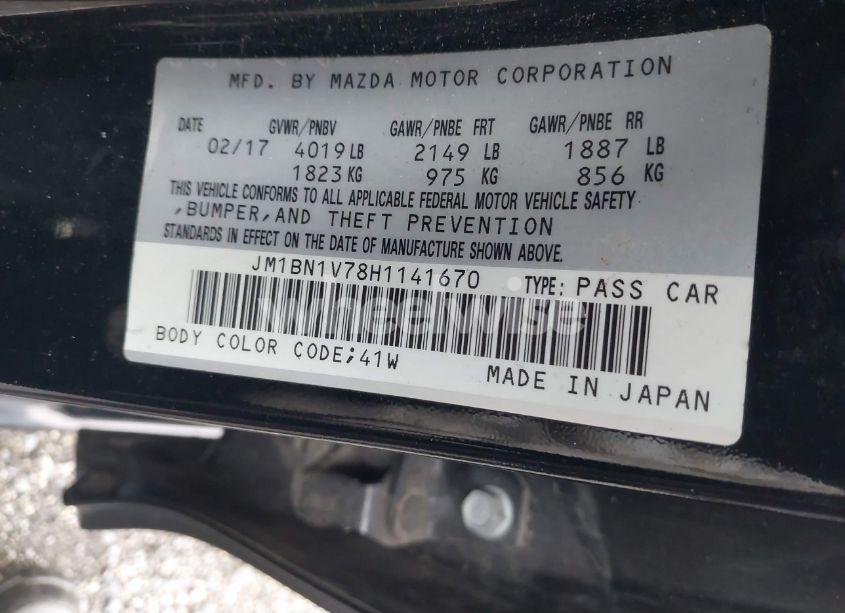 MFD. BY MAZDA MOTOR CORPORATION
DATE GVWR/PNBV GAWR/PNBE FRT GAWR/PNBE RR
02/17 4019 LB 2149 LB 1887 LB
1823 KG 975 KG 856 KG
THIS VEHICLE CONFORMS TO ALL APPLICABLE FEDERAL MOTOR VEHICLE SAFETY
,BUMPER,AND THEFT PREVENTION
STANDARDS IN EFFECT ON THE DATE OF MANUFACTURE SHOWN ABOVE.
JM1BN1V78H1141670 TYPE: PASS CAR
wheelwise
BODY COLOR CODE;41W
MADE IN JAPAN